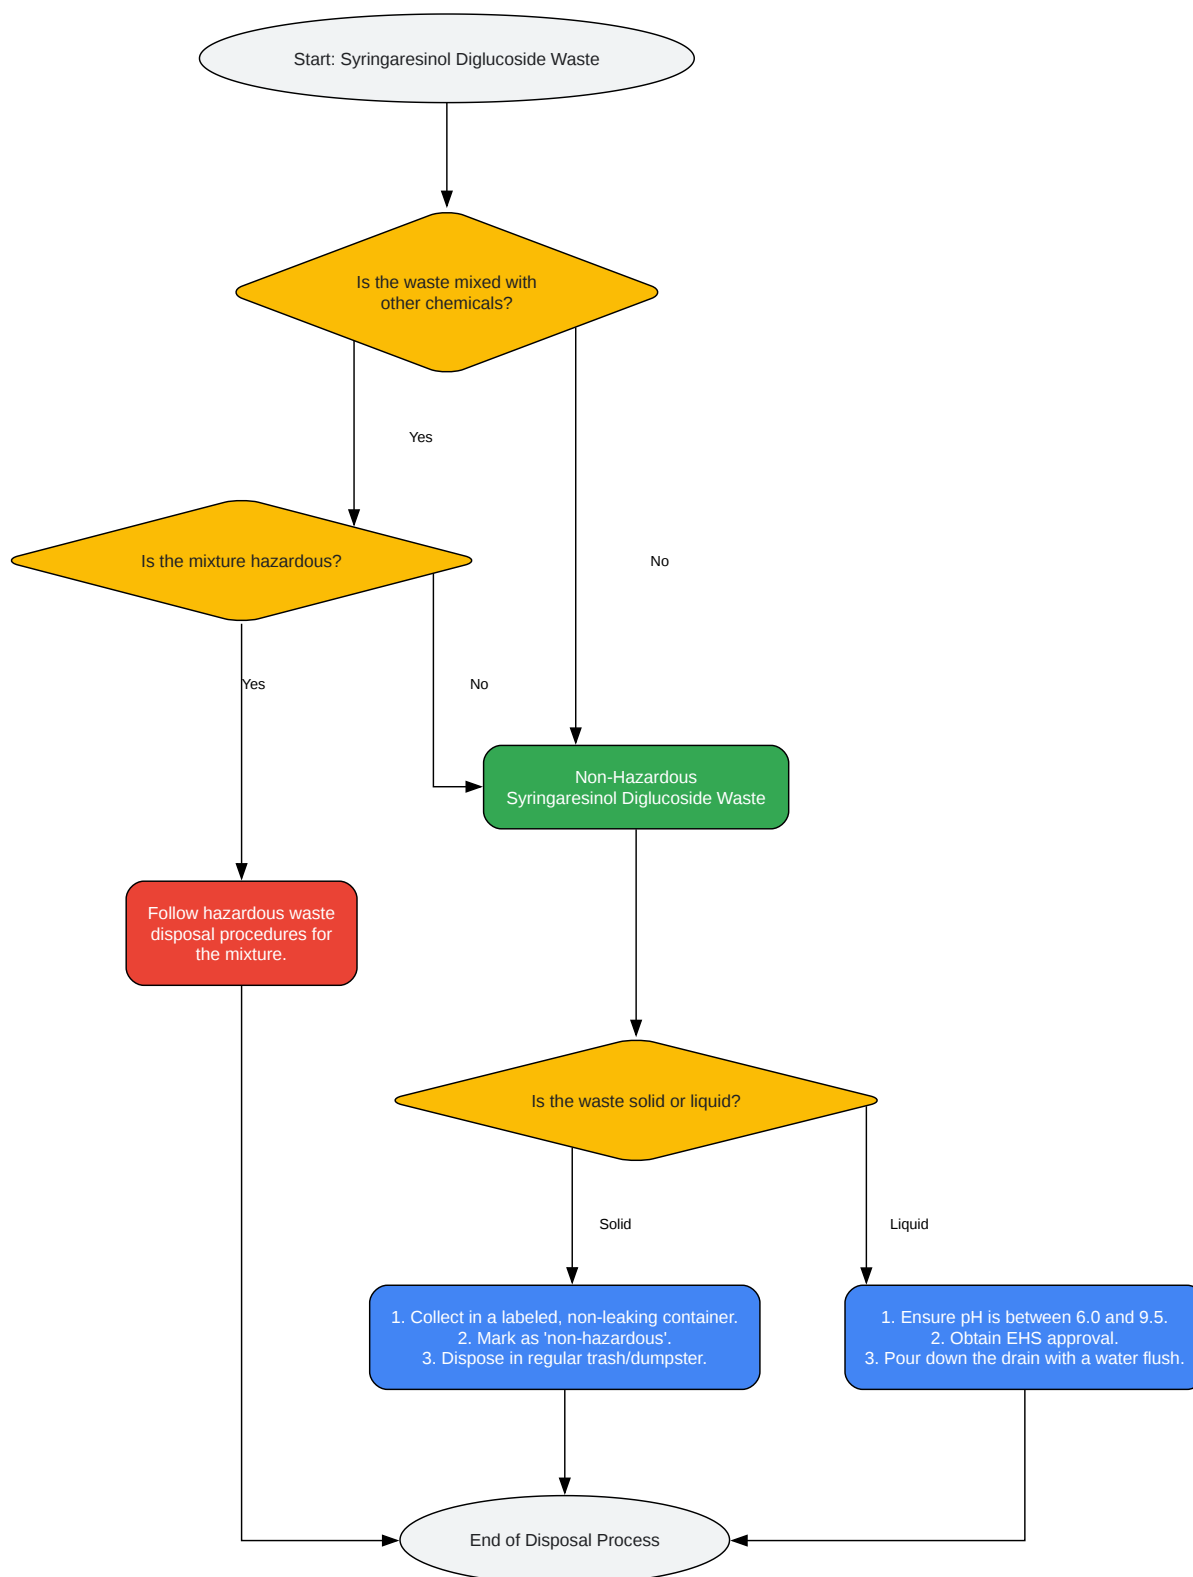 Start: Syringaresinol Diglucoside Waste
Is the waste mixed with
other chemicals?
Yes
No
Is the mixture hazardous?
Yes
No
Non-Hazardous
Syringaresinol Diglucoside Waste
Follow hazardous waste
disposal procedures for
the mixture.
Is the waste solid or liquid?
Solid
Liquid
1. Collect in a labeled, non-leaking container.
2. Mark as 'non-hazardous'.
3. Dispose in regular trash/dumpster.
1. Ensure pH is between 6.0 and 9.5.
2. Obtain EHS approval.
3. Pour down the drain with a water flush.
End of Disposal Process